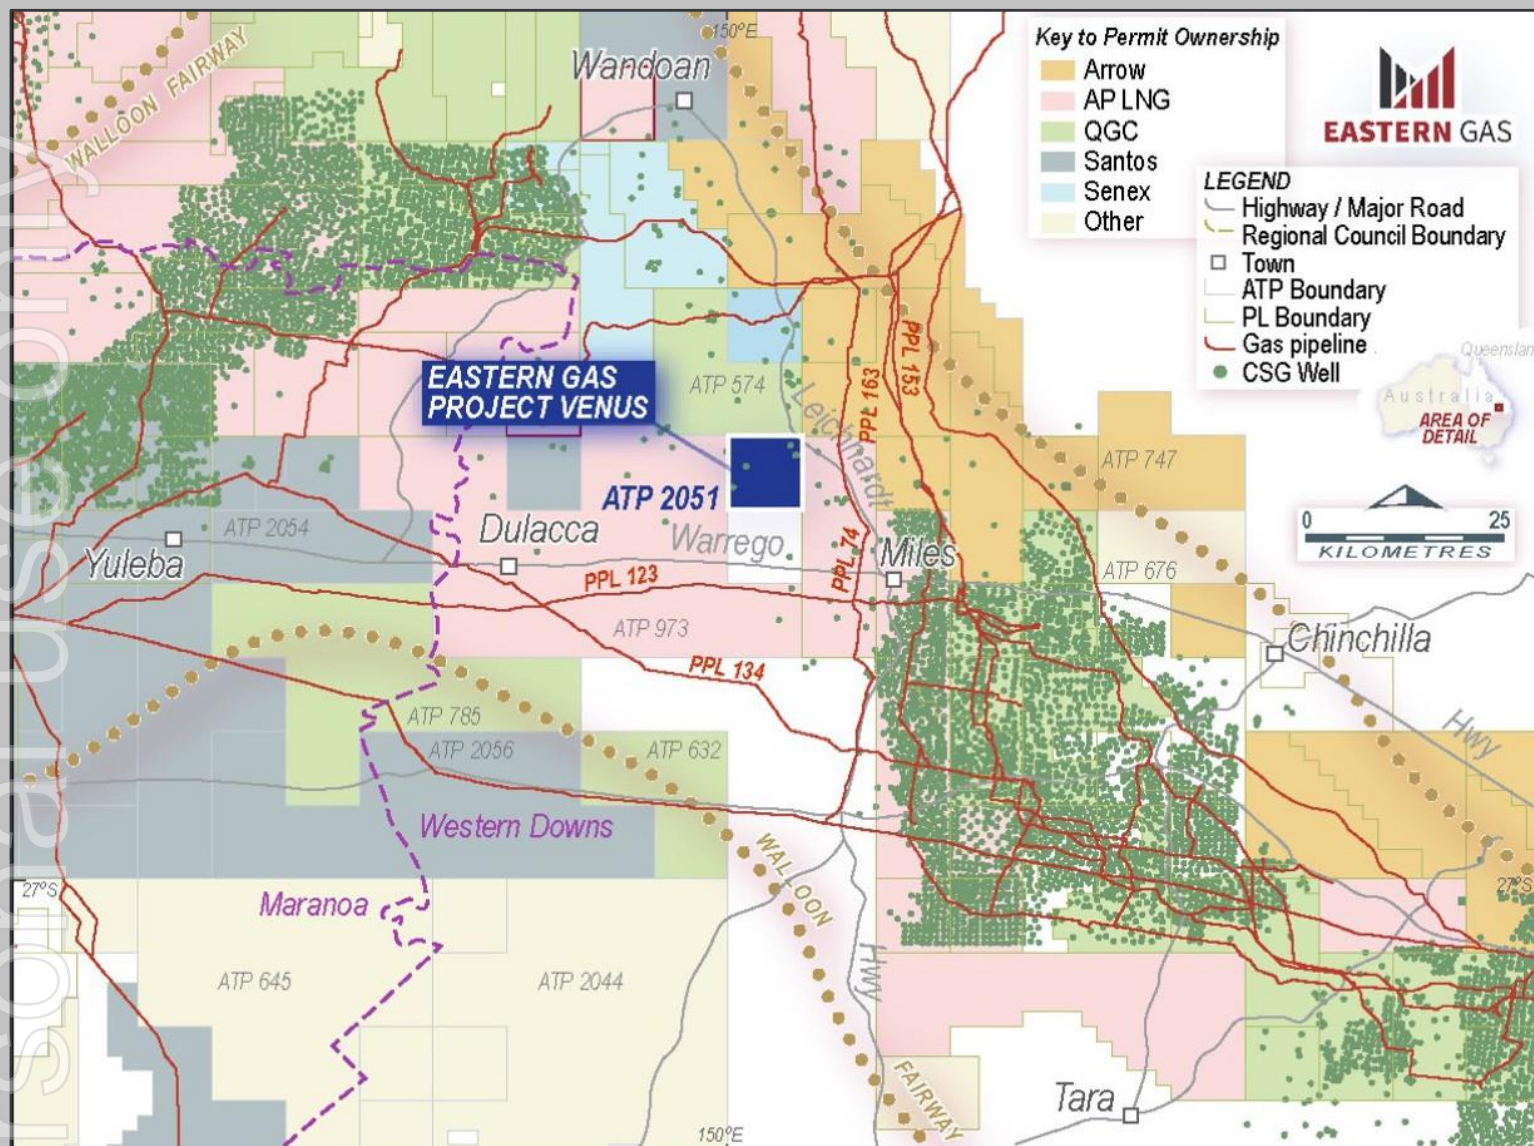 150°E
Key to Permit Ownership
Arrow
AP LNG
QGC
Santos
Senex
Other
EASTERN GAS
LEGEND
Highway / Major Road
Regional Council Boundary
Town
ATP Boundary
PL Boundary
Gas pipeline
CSG Well
Queensland
Australia
AREA OF
DETAIL
0 25
KILOMETRES
WALLOON FAIRWAY
Wandoan
EASTERN GAS
PROJECT VENUS
ATP 574
Leichhardt
PPL 163
PPL 153
ATP 747
ATP 2051
ATP 2054
Yuleba
Dulacca
Warrego
PPL 74
Miles
ATP 676
PPL 123
ATP 973
Chinchilla
PPL 134
ATP 785
ATP 2056
ATP 632
Hwy
Western Downs
WALLOON
Maranoa
27°S
27°S
ATP 645
ATP 2044
Hwy
FAIRWAY
Tara
150°E
rsonal use only